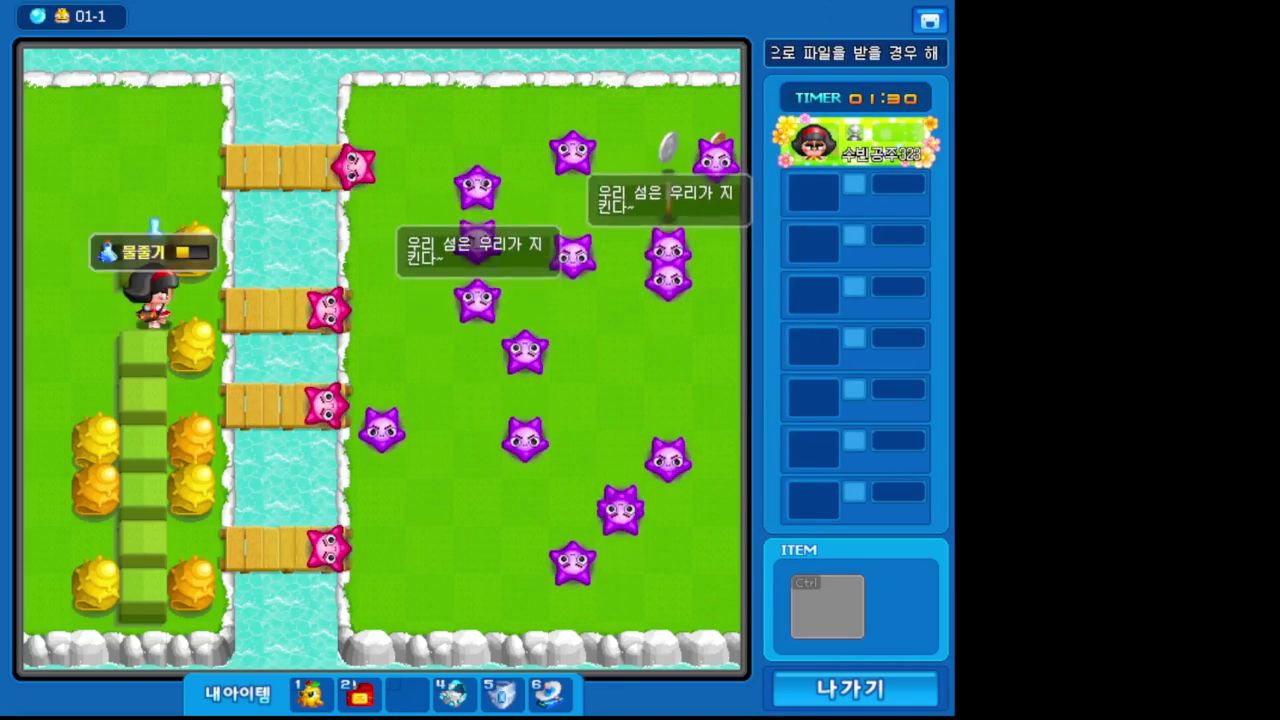 01-1
으로 파일을 받을 경우 해
TIMER 01:30
수빈공주023
우리 섬은 우리가 지
킨다~
우리 섬은 우리가 지
킨다~
물줄기
ITEM
Ctrl
내아이템
1
2
4
5
6
나가기